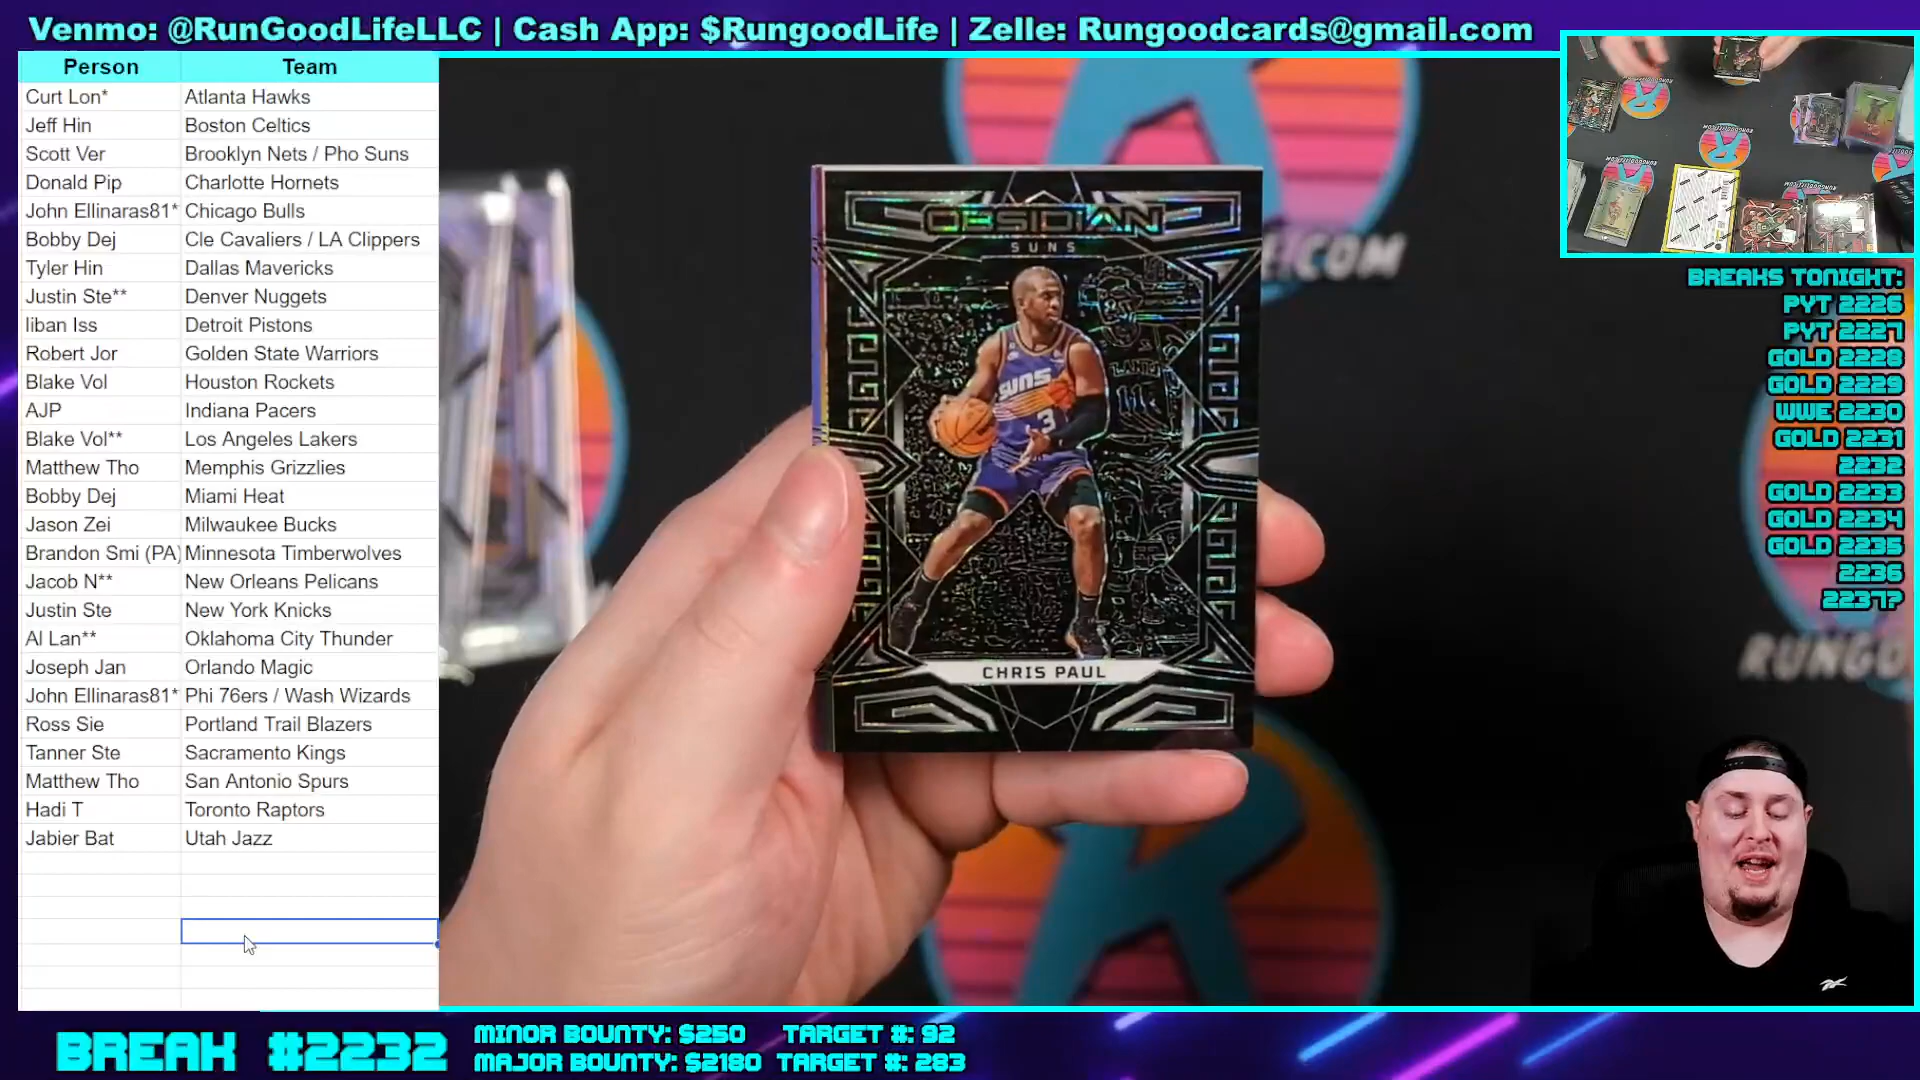 Venmo: @RunGoodLifeLLC | Cash App: $RungoodLife | Zelle: Rungoodcards@gmail.com
Person Team
Curt Lon* Atlanta Hawks
Jeff Hin Boston Celtics
Scott Ver Brooklyn Nets / Pho Suns
Donald Pip Charlotte Hornets
John Ellinaras81* Chicago Bulls
Bobby Dej Cle Cavaliers / LA Clippers
Tyler Hin Dallas Mavericks
Justin Ste** Denver Nuggets
liban Iss Detroit Pistons
Robert Jor Golden State Warriors
Blake Vol Houston Rockets
AJP Indiana Pacers
Blake Vol** Los Angeles Lakers
Matthew Tho Memphis Grizzlies
Bobby Dej Miami Heat
Jason Zei Milwaukee Bucks
Brandon Smi (PA) Minnesota Timberwolves
Jacob N** New Orleans Pelicans
Justin Ste New York Knicks
Al Lan** Oklahoma City Thunder
Joseph Jan Orlando Magic
John Ellinaras81* Phi 76ers / Wash Wizards
Ross Sie Portland Trail Blazers
Tanner Ste Sacramento Kings
Matthew Tho San Antonio Spurs
Hadi T Toronto Raptors
Jabier Bat Utah Jazz
OBSIDIAN
SUNS
SUNS
3
CHRIS PAUL
E.COM
RUNGO
BREAKS TONIGHT:
PYT 2226
PYT 2227
GOLD 2228
GOLD 2229
WWE 2230
GOLD 2231
2232
GOLD 2233
GOLD 2234
GOLD 2235
2236
2237?
BREAK #2232
MINOR BOUNTY: $250 TARGET #: 92
MAJOR BOUNTY: $2180 TARGET #: 283